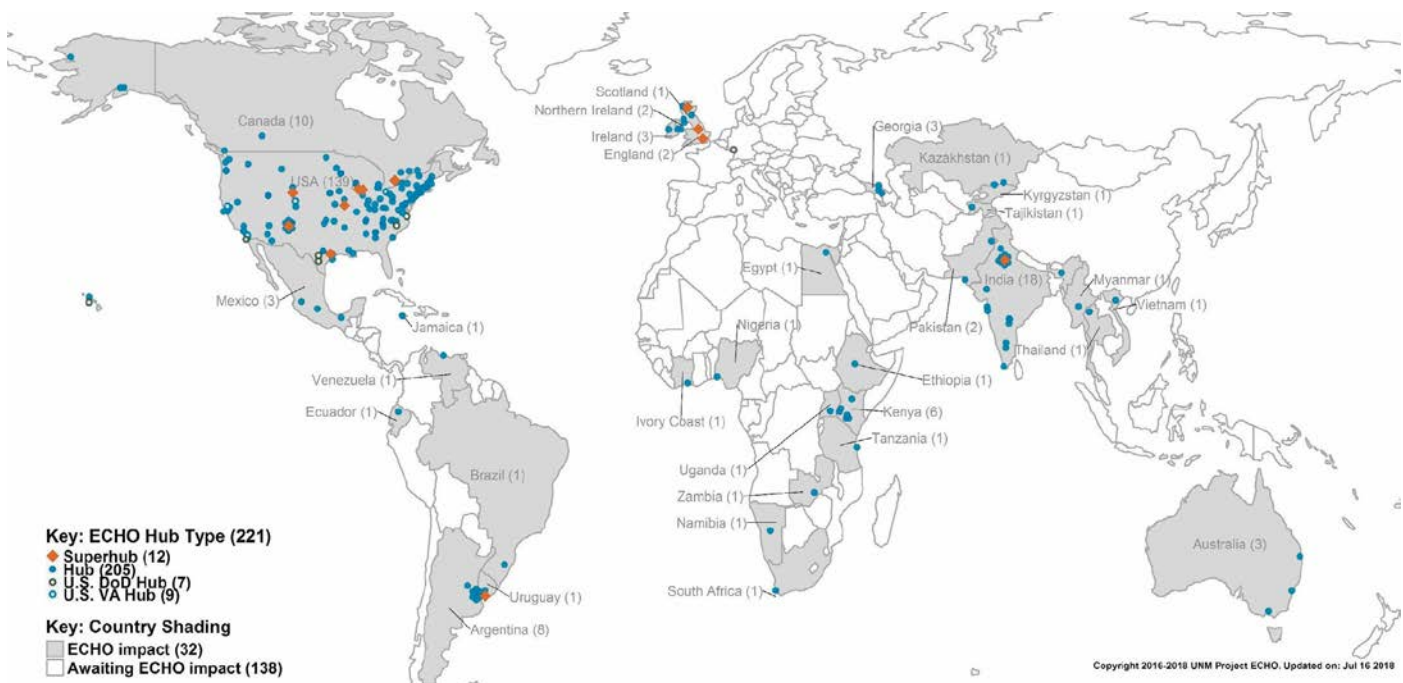 Scotland (1)
Northern Ireland (2)
Ireland (3)
England (2)
Georgia (3)
Canada (10)
Kazakhstan (1)
USA (139)
Kyrgyzstan (1)
Tajikistan (1)
Egypt (1)
India (18)
Myanmar (1)
Mexico (3)
Vietnam (1)
Jamaica (1)
Nigeria (1)
Pakistan (2)
Thailand (1)
Venezuela (1)
Ethiopia (1)
Ecuador (1)
Ivory Coast (1)
Kenya (6)
Tanzania (1)
Brazil (1)
Uganda (1)
Zambia (1)
Namibia (1)
Australia (3)
South Africa (1)
Uruguay (1)
Argentina (8)
Key: ECHO Hub Type (221)
Superhub (12)
Hub (205)
U.S. DoD Hub (7)
U.S. VA Hub (9)
Key: Country Shading
ECHO impact (32)
Awaiting ECHO impact (138)
Copyright 2016-2018 UNM Project ECHO. Updated on: Jul 16 2018